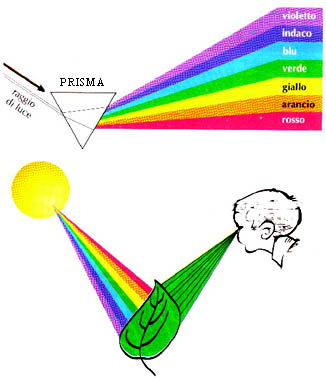 violetto
indaco
blu
verde
giallo
arancio
rosso
PRISMA
raggio
di luce